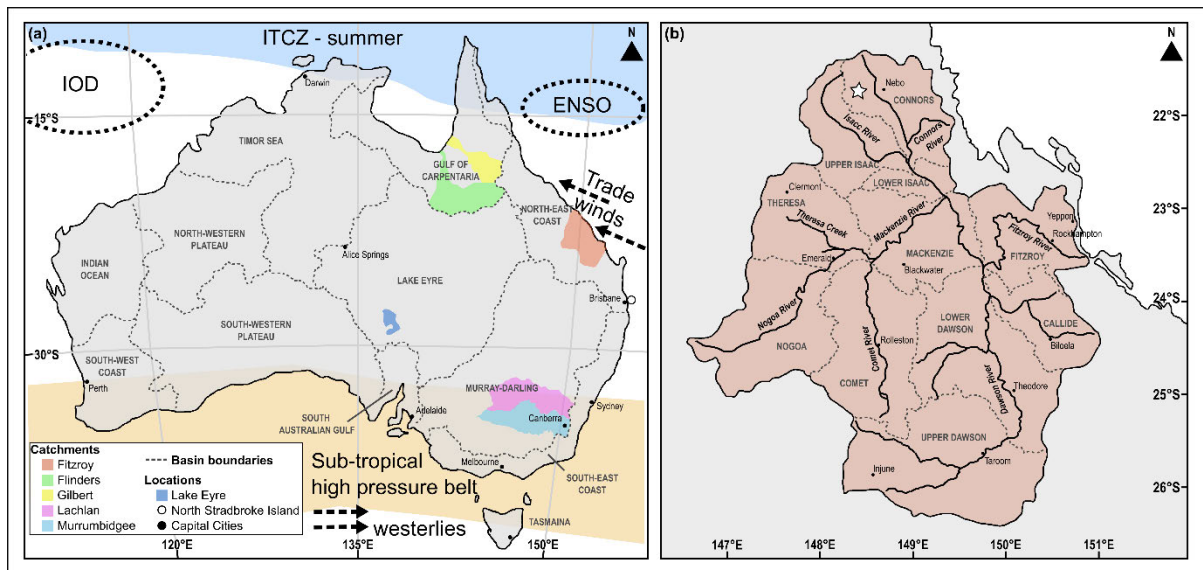 (a)
ITCZ - summer
N
IOD
Darwin
ENSO
15°S
TIMOR SEA
GULF OF
CARPENTARIA
Trade
winds
NORTH-EAST
COAST
NORTH-WESTERN
PLATEAU
INDIAN
OCEAN
Alice Springs
LAKE EYRE
Brisbane
SOUTH-WESTERN
PLATEAU
30°S
SOUTH-WEST
COAST
Perth
MURRAY-DARLING
Sydney
SOUTH
AUSTRALIAN GULF
Adelaide
Canberra
Melbourne
SOUTH-EAST
COAST
Sub-tropical
high pressure belt
westerlies
TASMAINA
Catchments
Fitzroy
Flinders
Gilbert
Lachlan
Murrumbidgee
Basin boundaries
Locations
Lake Eyre
North Stradbroke Island
Capital Cities
120°E
135°E
150°E
(b)
N
Nebo
CONNORS
22°S
Isacc River
Connors
River
UPPER ISAAC
LOWER ISAAC
Clermont
THERESA
Theresa Creek
Mackenzie River
23°S
Yeppon
Rockhampton
Fitzroy River
FITZROY
Emerald
MACKENZIE
Blackwater
24°S
Nogoa River
NOGOA
Comet River
Rolleston
LOWER
DAWSON
CALLIDE
Biloela
COMET
Dawson River
Theodore
25°S
UPPER DAWSON
Taroom
Injune
26°S
147°E
148°E
149°E
150°E
151°E